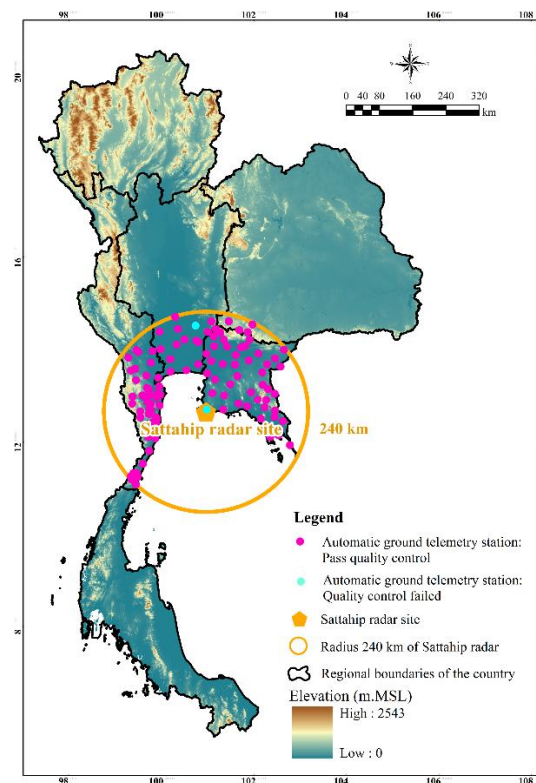 98 100 102 104 106 108
20
16
12
8
0 40 80 160 240 320
km
Sattahip radar site
240 km
Legend
Automatic ground telemetry station:
Pass quality control
Automatic ground telemetry station:
Quality control failed
Sattahip radar site
Radius 240 km of Sattahip radar
Regional boundaries of the country
Elevation (m.MSL)
High : 2543
Low : 0
98 100 102 104 106 108